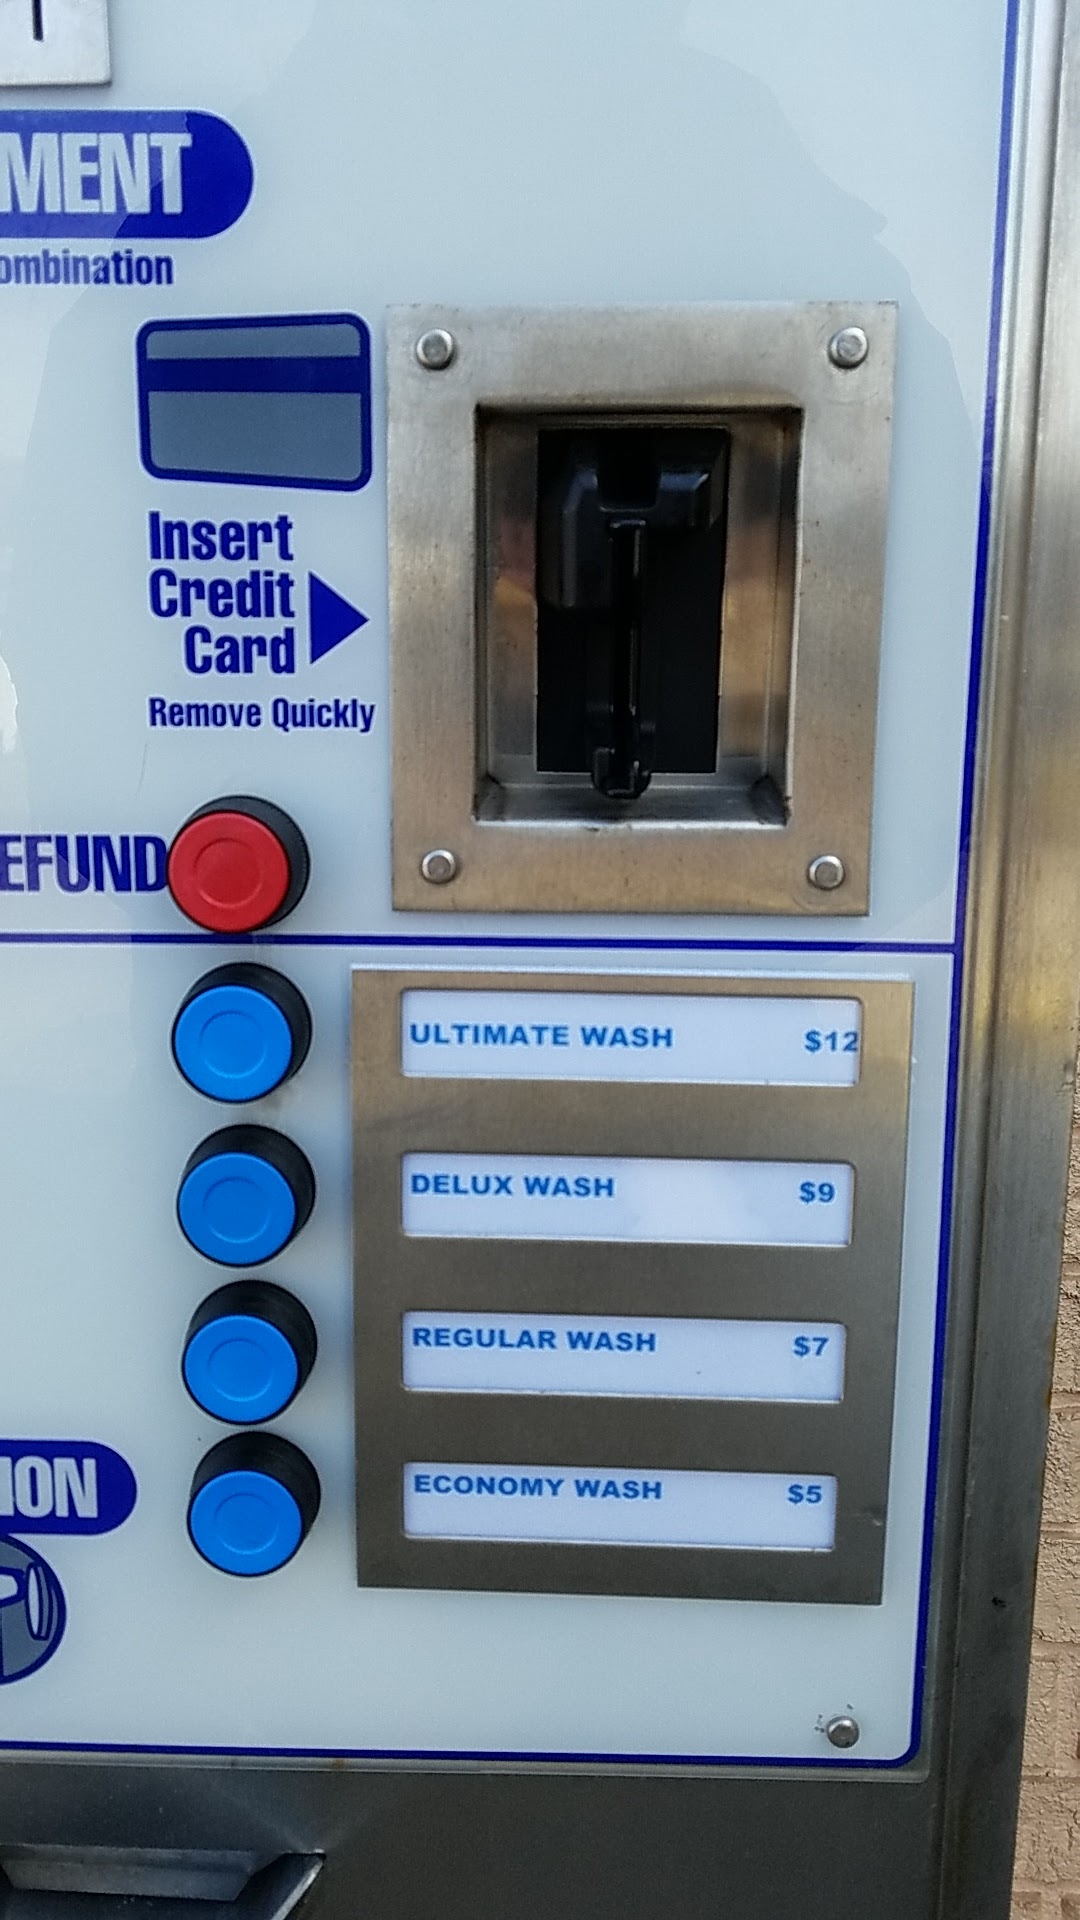 MENT
ombination
Insert
Credit
Card
Remove Quickly
EFUND
ULTIMATE WASH $12
DELUX WASH $9
REGULAR WASH $7
ECONOMY WASH $5
ION